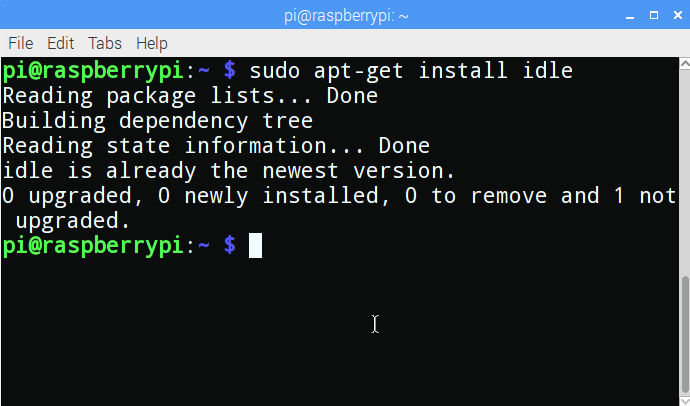 pi@raspberrypi: ~
File Edit Tabs Help
pi@raspberrypi:~ $ sudo apt-get install idle
Reading package lists... Done
Building dependency tree
Reading state information... Done
idle is already the newest version.
0 upgraded, 0 newly installed, 0 to remove and 1 not
 upgraded.
pi@raspberrypi:~ $